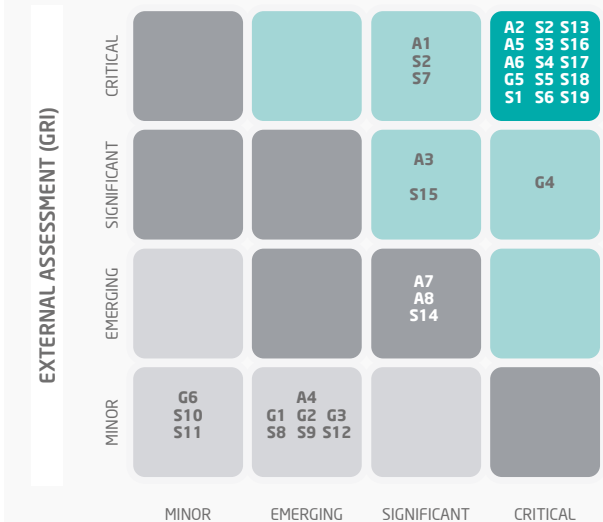 EXTERNAL ASSESSMENT (GRI)
CRITICAL
A1
S2
S7
A2 S2 S13
A5 S3 S16
A6 S4 S17
G5 S5 S18
S1 S6 S19
SIGNIFICANT
A3
S15
G4
EMERGING
A7
A8
S14
MINOR
G6
S10
S11
A4
G1 G2 G3
S8 S9 S12
MINOR EMERGING SIGNIFICANT CRITICAL